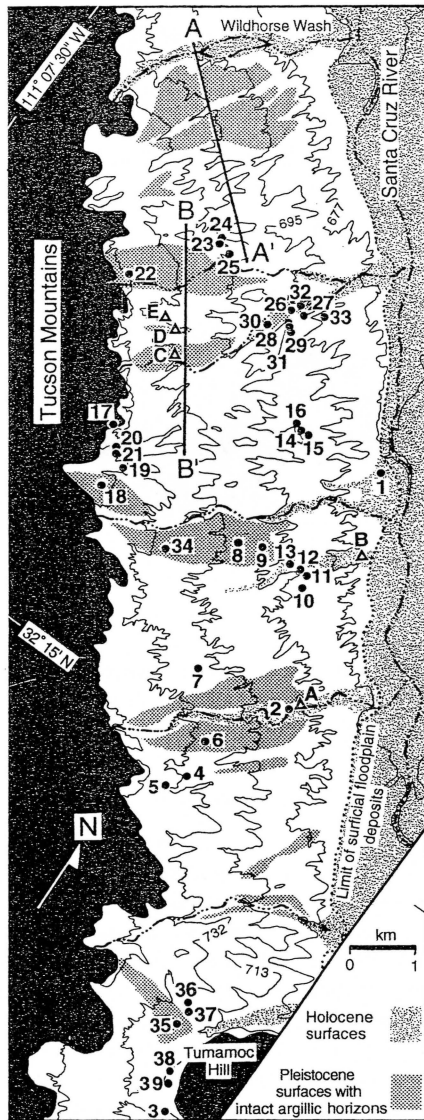 Wildhorse Wash
111° 07' 30" W
A
Santa Cruz River
695
677
24
23
A'
25
B
Tucson Mountains
22
E
D
C
32
26
27
30
33
28
29
31
17
16
14
15
20
21
19
B'
18
1
34
8
9
13
12
B
11
10
32° 15' N
7
A
2
6
4
5
N
Limit of surficial floodplain
deposits
km
0 1
732
713
36
37
35
Holocene
surfaces
Tumamoc
Hill
38
39
3
Pleistocene
surfaces with
intact argillic horizons